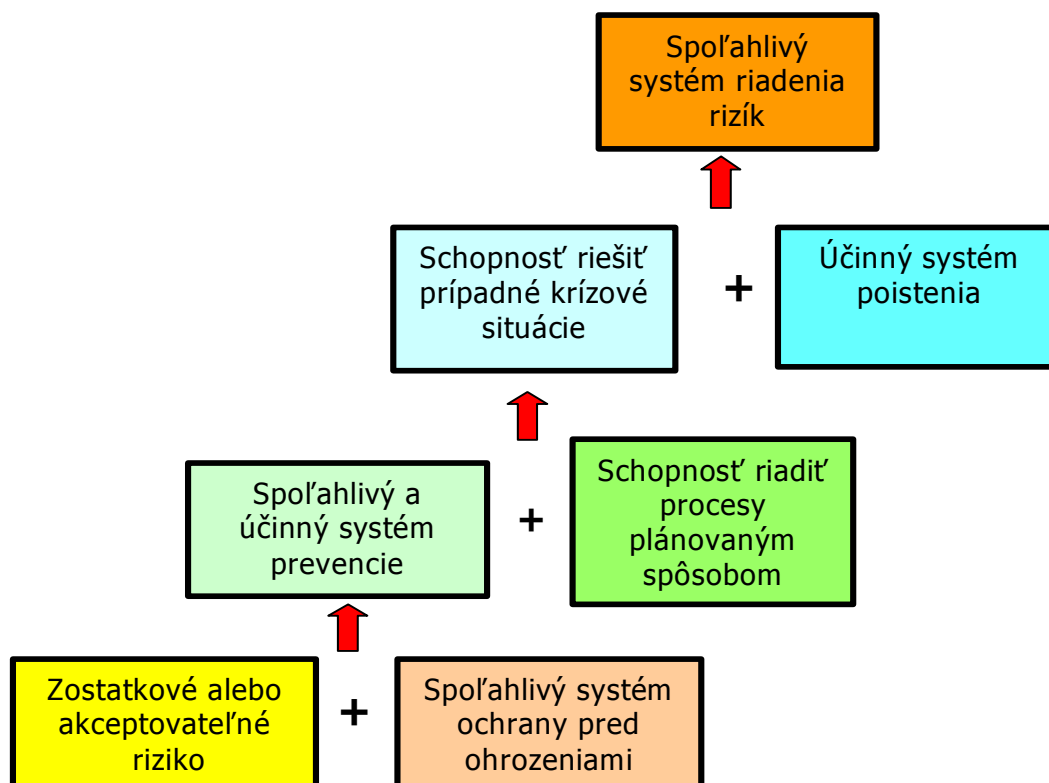 Spoľahlivý
systém riadenia
rizík
Schopnosť riešiť
prípadné krízové
situácie
+
Účinný systém
poistenia
Spoľahlivý a
účinný systém
prevencie
+
Schopnosť riadiť
procesy
plánovaným
spôsobom
Zostatkové alebo
akceptovateľné
riziko
+
Spoľahlivý systém
ochrany pred
ohrozeniami